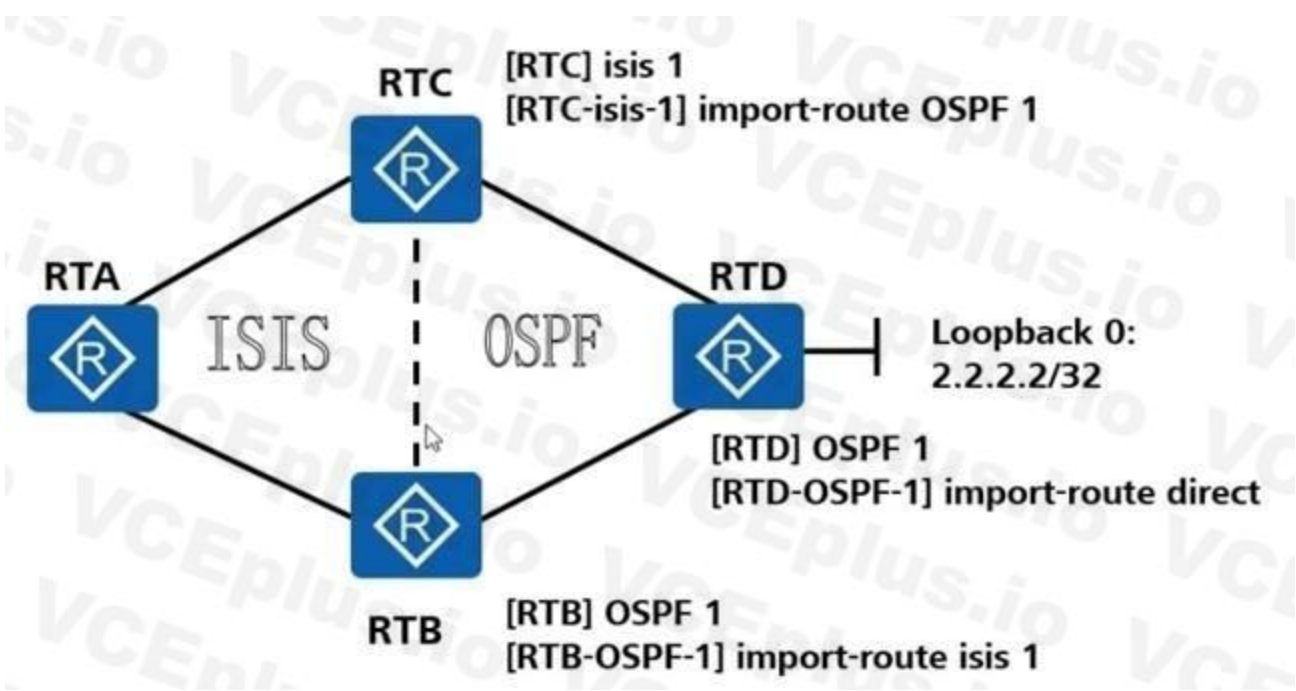 RTC
[RTC] isis 1
[RTC-isis-1] import-route OSPF 1
RTA
ISIS
OSPF
RTD
Loopback 0:
2.2.2.2/32
[RTD] OSPF 1
[RTD-OSPF-1] import-route direct
RTB
[RTB] OSPF 1
[RTB-OSPF-1] import-route isis 1
R
R
R
R
VCEplus.io